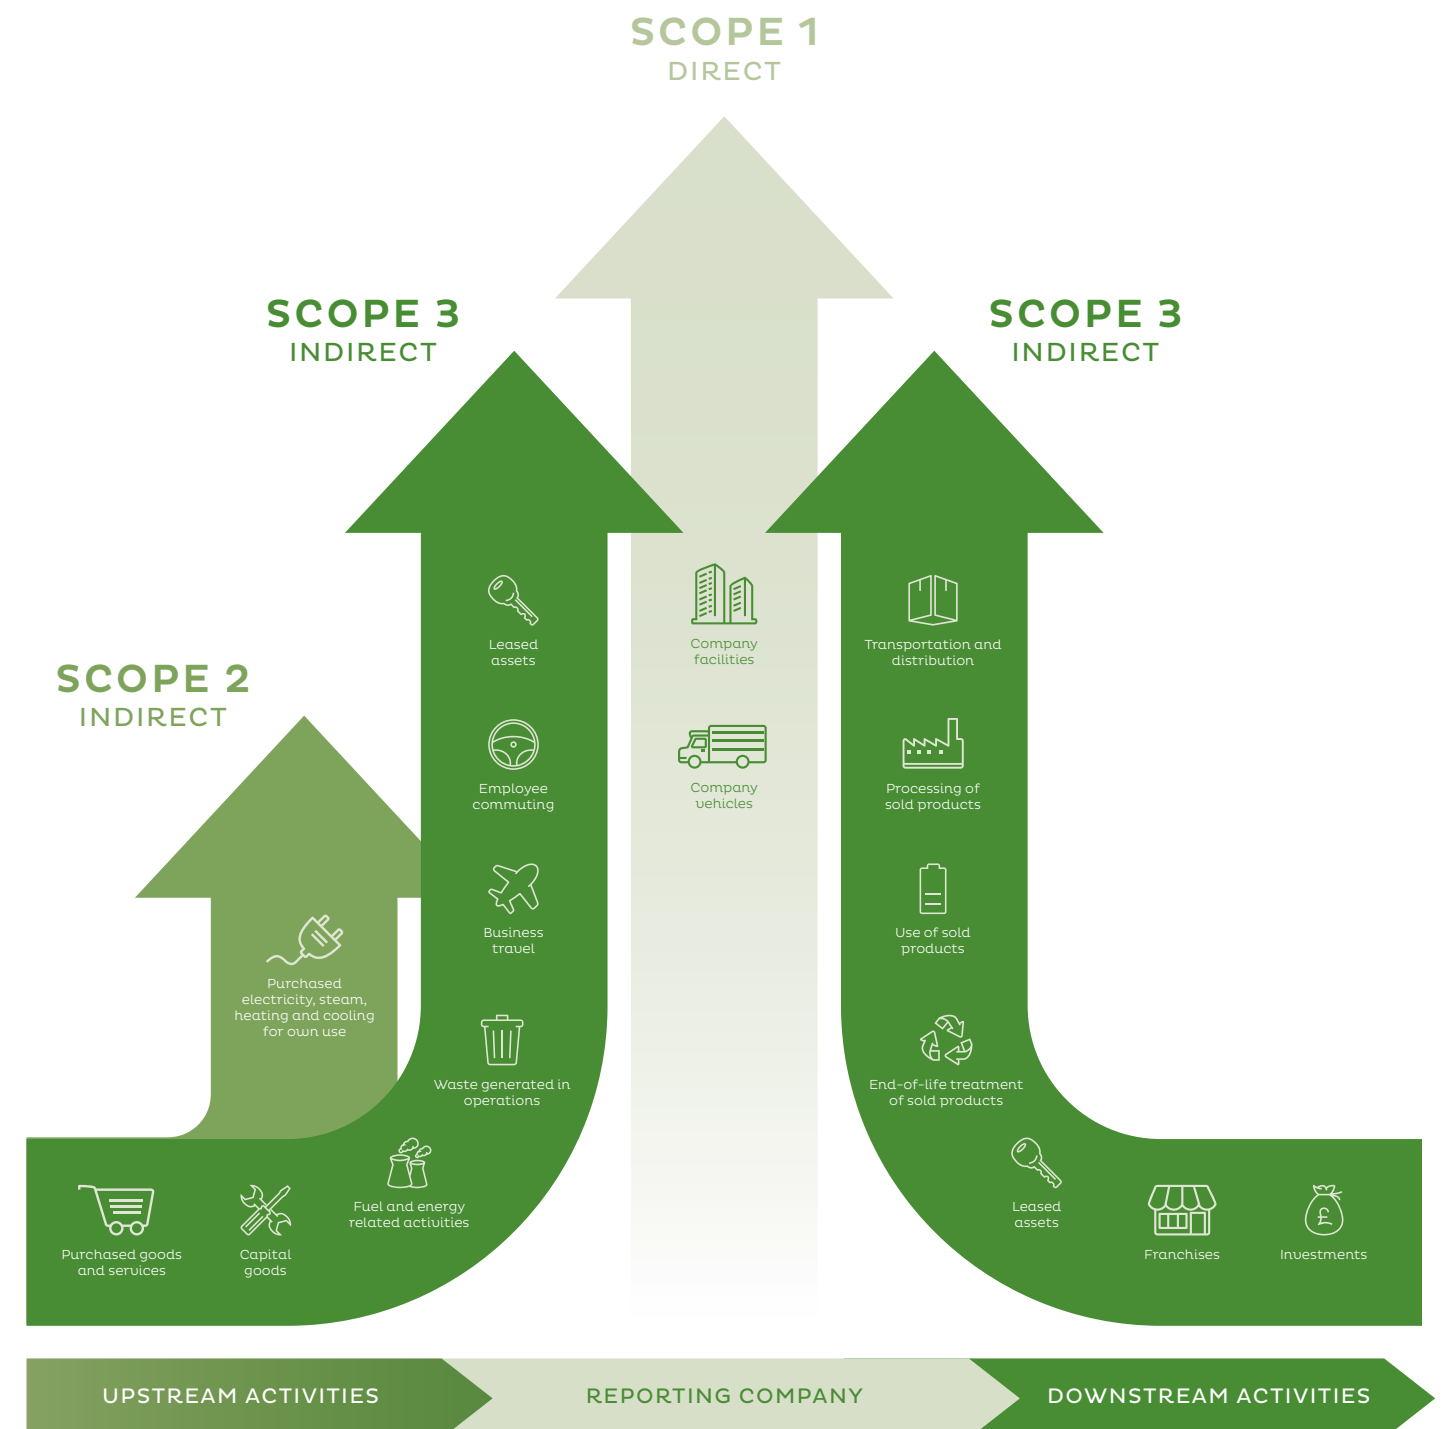 SCOPE 1
DIRECT
SCOPE 3
INDIRECT
SCOPE 3
INDIRECT
SCOPE 2
INDIRECT
Leased
assets
Employee
commuting
Business
travel
Waste generated in
operations
Fuel and energy
related activities
Capital
goods
Purchased goods
and services
Purchased
electricity, steam,
heating and cooling
for own use
Company
facilities
Company
vehicles
Transportation and
distribution
Processing of
sold products
Use of sold
products
End-of-life treatment
of sold products
Leased
assets
Franchises
£
Investments
UPSTREAM ACTIVITIES
REPORTING COMPANY
DOWNSTREAM ACTIVITIES